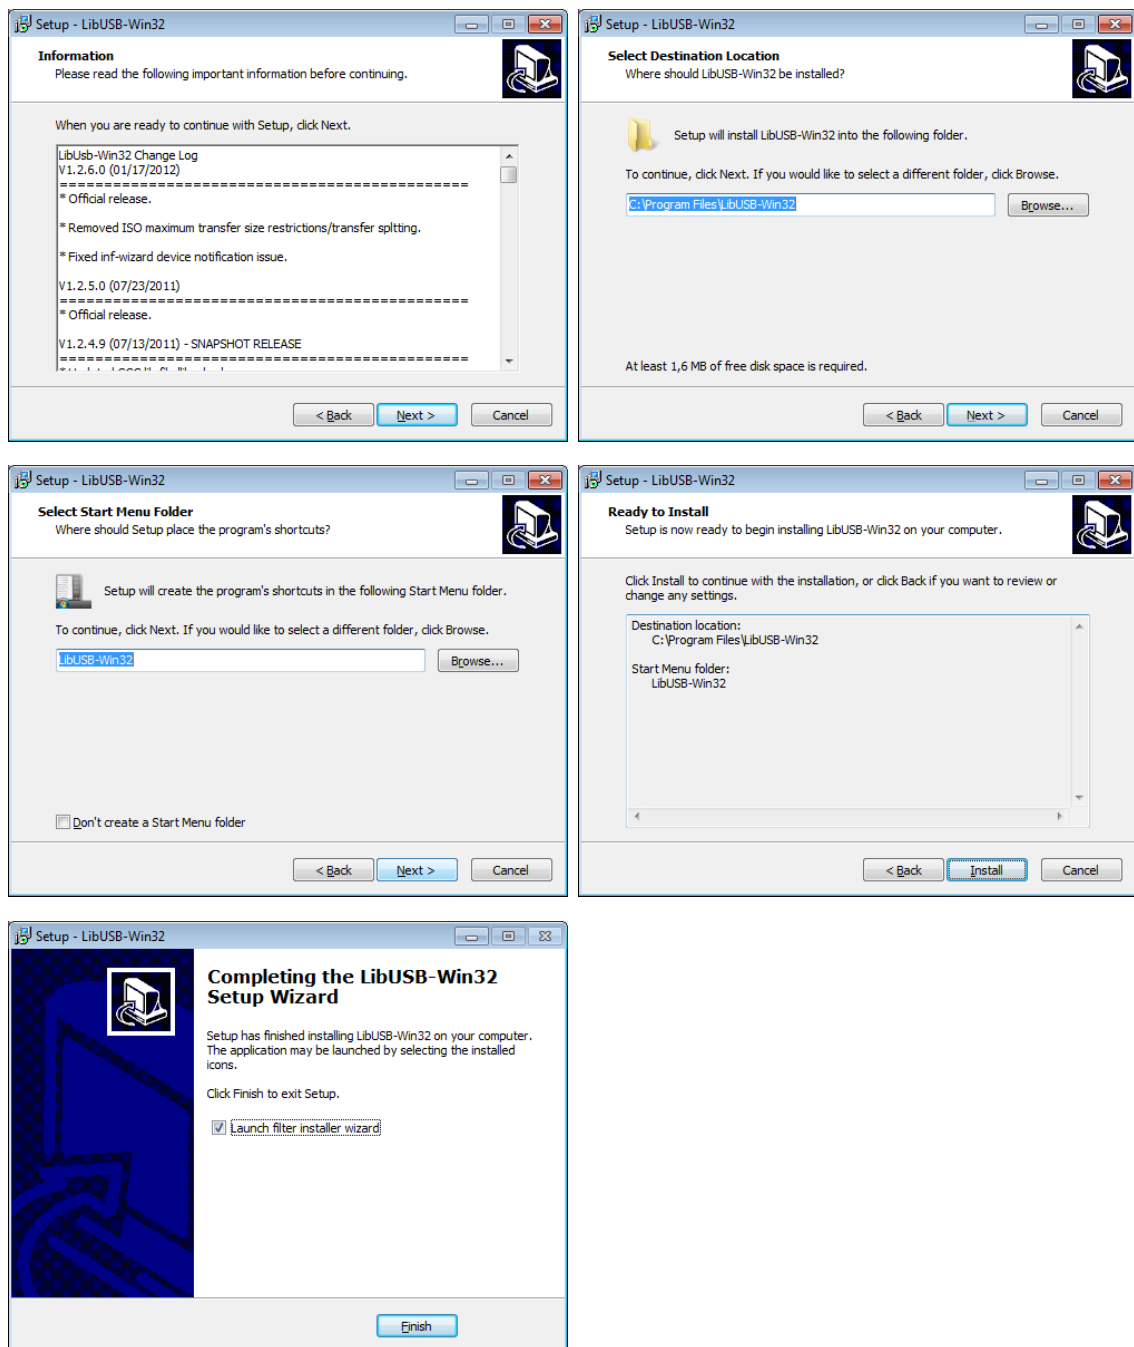 Setup - LibUSB-Win32
Information
Please read the following important information before continuing.
When you are ready to continue with Setup, click Next.
LibUsb-Win32 Change Log
V1.2.6.0 (01/17/2012)
==============================================
* Official release.
* Removed ISO maximum transfer size restrictions/transfer spltting.
* Fixed inf-wizard device notification issue.
V1.2.5.0 (07/23/2011)
==============================================
* Official release.
V1.2.4.9 (07/13/2011) - SNAPSHOT RELEASE
==============================================
< Back
Next >
Cancel
Setup - LibUSB-Win32
Select Destination Location
Where should LibUSB-Win32 be installed?
Setup will install LibUSB-Win32 into the following folder.
To continue, click Next. If you would like to select a different folder, click Browse.
C:\Program Files\LibUSB-Win32
Browse...
At least 1,6 MB of free disk space is required.
< Back
Next >
Cancel
Setup - LibUSB-Win32
Select Start Menu Folder
Where should Setup place the program's shortcuts?
Setup will create the program's shortcuts in the following Start Menu folder.
To continue, click Next. If you would like to select a different folder, click Browse.
LibUSB-Win32
Browse...
Don't create a Start Menu folder
< Back
Next >
Cancel
Setup - LibUSB-Win32
Ready to Install
Setup is now ready to begin installing LibUSB-Win32 on your computer.
Click Install to continue with the installation, or click Back if you want to review or
change any settings.
Destination location:
C:\Program Files\LibUSB-Win32
Start Menu folder:
LibUSB-Win32
< Back
Install
Cancel
Setup - LibUSB-Win32
Completing the LibUSB-Win32
Setup Wizard
Setup has finished installing LibUSB-Win32 on your computer.
The application may be launched by selecting the installed
icons.
Click Finish to exit Setup.
Launch filter installer wizard
Finish